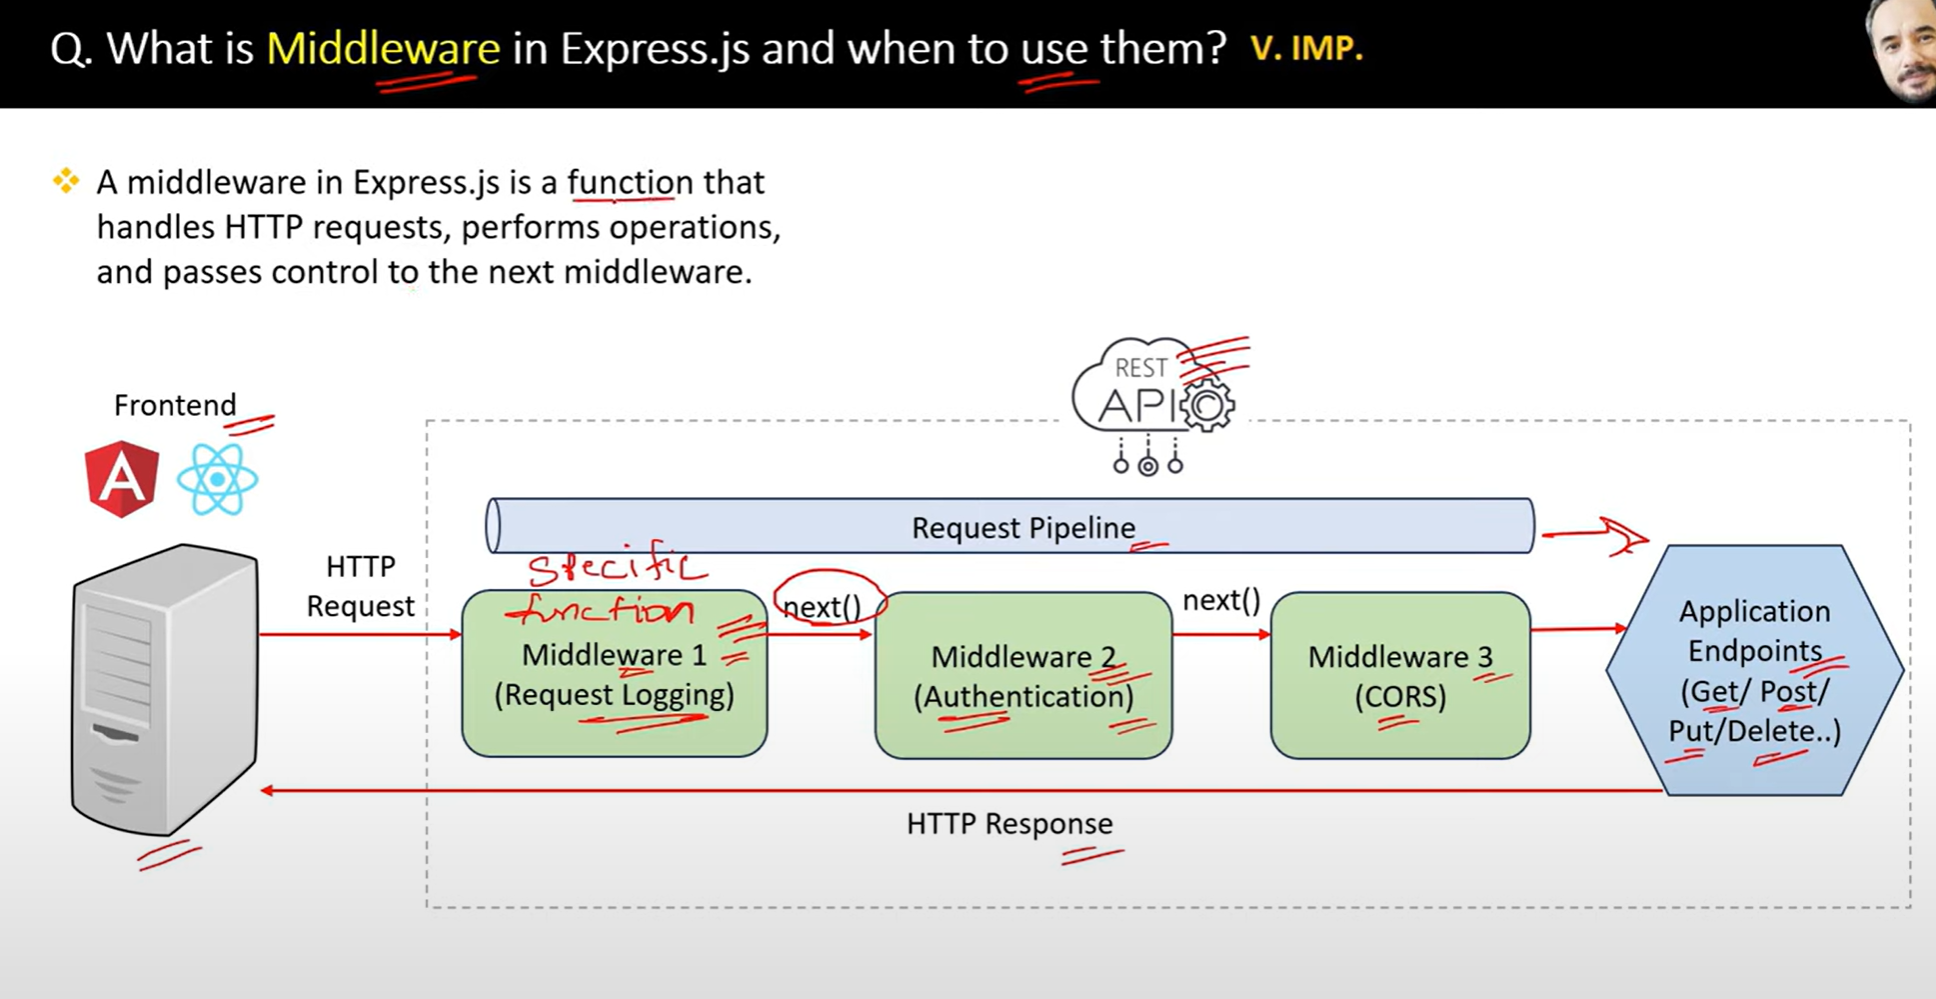 Q. What is Middleware in Express.js and when to use them? V. IMP.
A middleware in Express.js is a function that
handles HTTP requests, performs operations,
and passes control to the next middleware.
REST
API
Frontend
A
Request Pipeline
HTTP
Request
specific
function
Middleware 1
(Request Logging)
next()
Middleware 2
(Authentication)
next()
Middleware 3
(CORS)
Application
Endpoints
(Get/ Post/
Put/Delete..)
HTTP Response